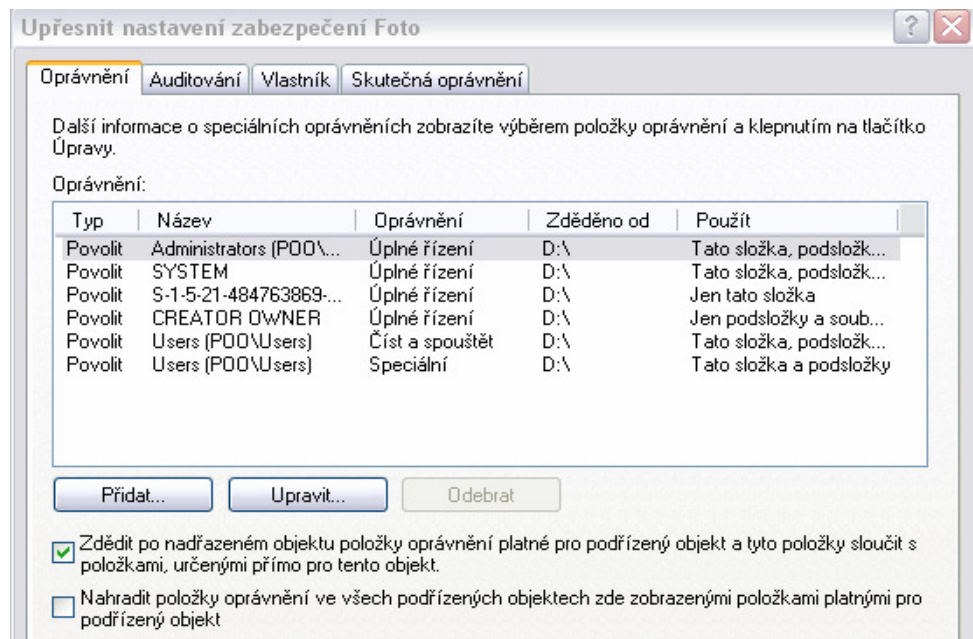 Upřesnit nastavení zabezpečení Foto
Oprávnění Auditování Vlastník Skutečná oprávnění
Další informace o speciálních oprávněních zobrazíte výběrem položky oprávnění a klepnutím na tlačítko
Úpravy.
Oprávnění:
Typ Název Oprávnění Zděděno od Použít
Povolit Administrators (POO\... Úplné řízení D:\ Tato složka, podsložk...
Povolit SYSTEM Úplné řízení D:\ Tato složka, podsložk...
Povolit S-1-5-21-484763869-... Úplné řízení D:\ Jen tato složka
Povolit CREATOR OWNER Úplné řízení D:\ Jen podsložky a soub...
Povolit Users (POO\Users) Číst a spouštět D:\ Tato složka, podsložk...
Povolit Users (POO\Users) Speciální D:\ Tato složka a podsložky
Přidat... Upravit... Odebrat
Zdědit po nadřazeném objektu položky oprávnění platné pro podřízený objekt a tyto položky sloučit s
položkami, určenými přímo pro tento objekt.
Nahradit položky oprávnění ve všech podřízených objektech zde zobrazenými položkami platnými pro
podřízený objekt